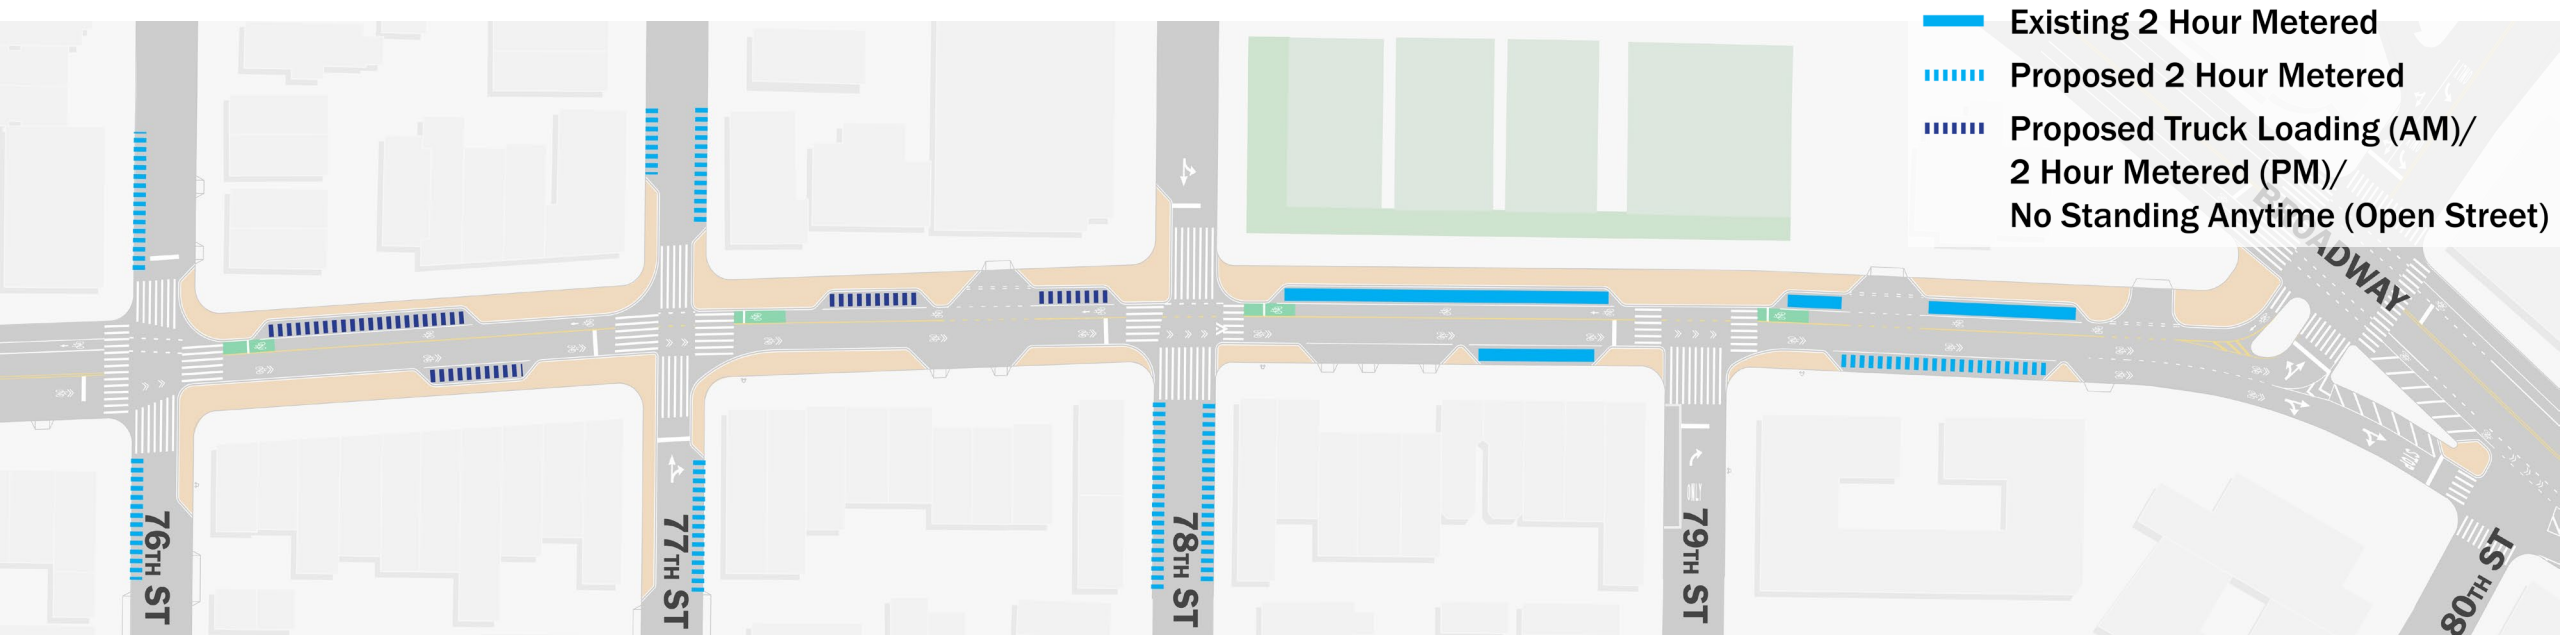 Existing 2 Hour Metered
Proposed 2 Hour Metered
Proposed Truck Loading (AM)/
2 Hour Metered (PM)/
No Standing Anytime (Open Street)
BROADWAY
76TH ST
77TH ST
78TH ST
79TH ST
80TH ST
ONLY